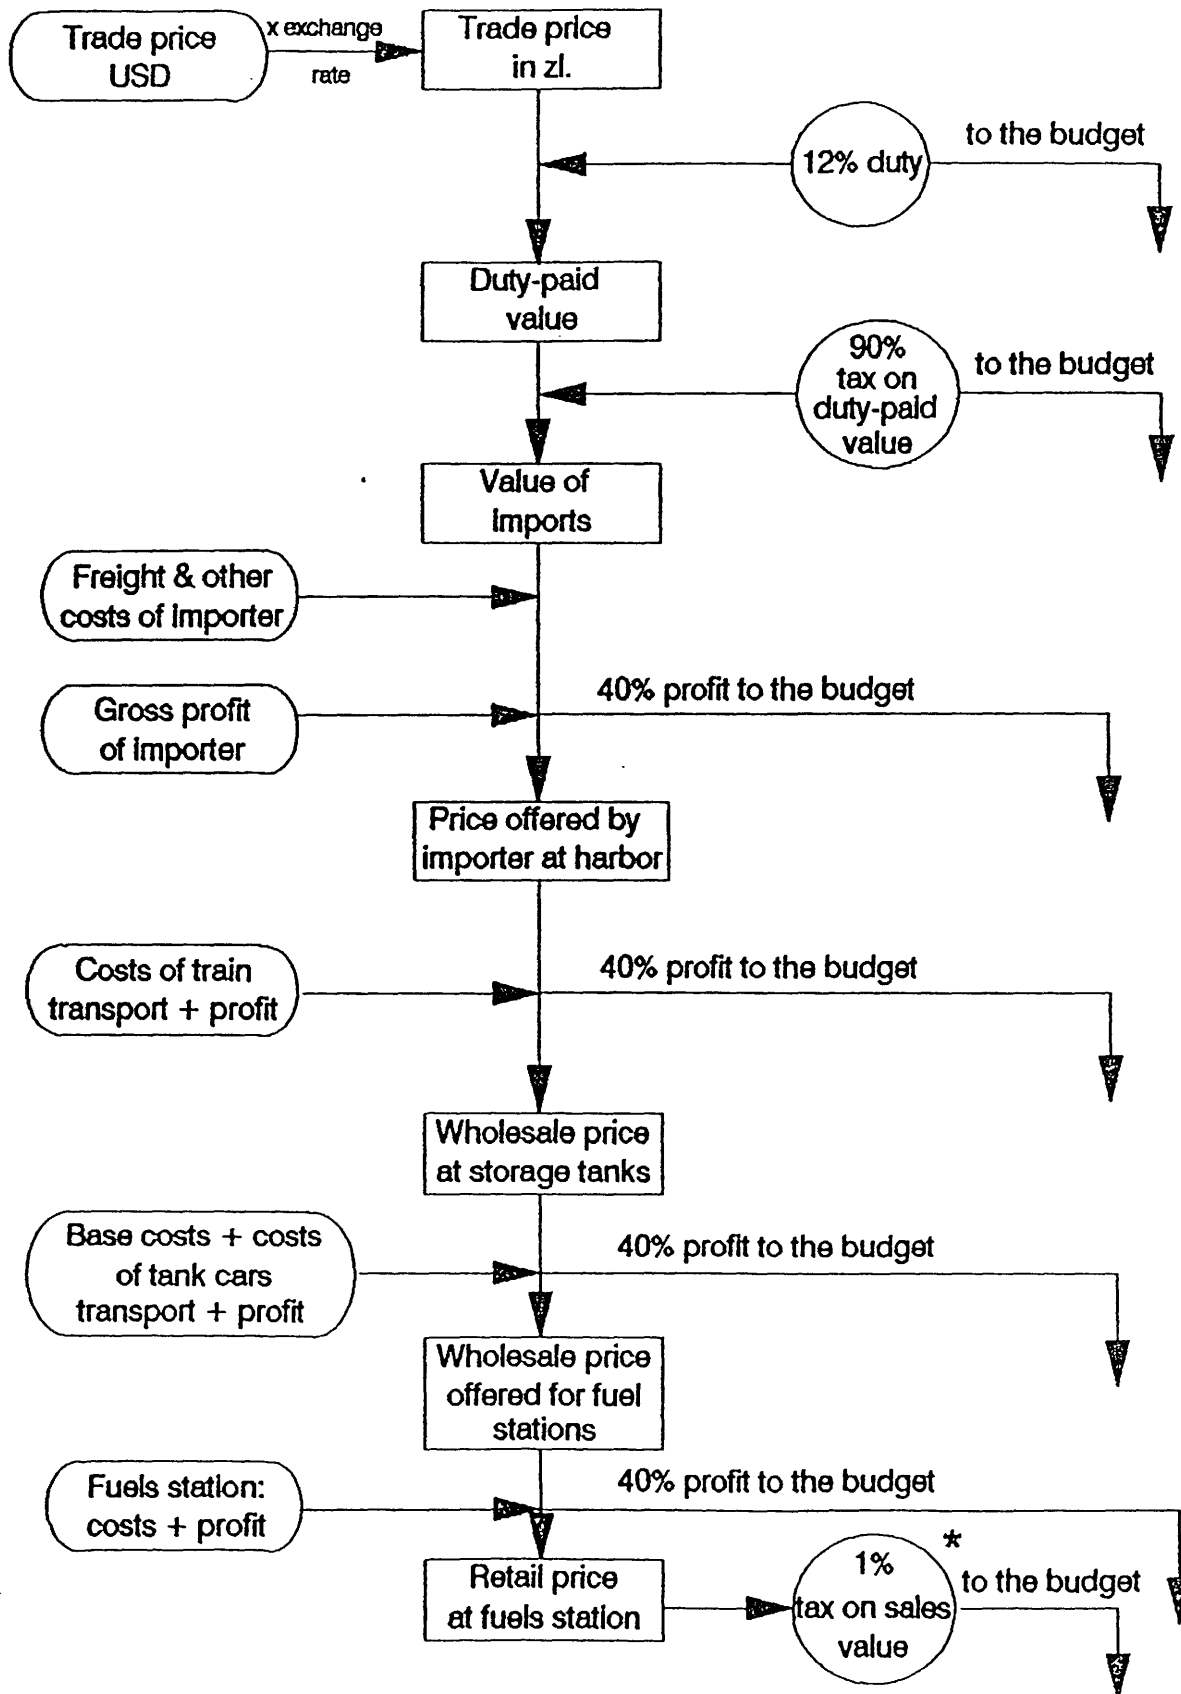 Trade price
USD
x exchange
rate
Trade price
in zl.
12% duty
to the budget
Duty-paid
value
90%
tax on
duty-paid
value
to the budget
Value of
Imports
Freight & other
costs of importer
Gross profit
of importer
40% profit to the budget
Price offered by
importer at harbor
Costs of train
transport + profit
40% profit to the budget
Wholesale price
at storage tanks
Base costs + costs
of tank cars
transport + profit
40% profit to the budget
Wholesale price
offered for fuel
stations
Fuels station:
costs + profit
40% profit to the budget
Retail price
at fuels station
1%
tax on sales
value
*
to the budget